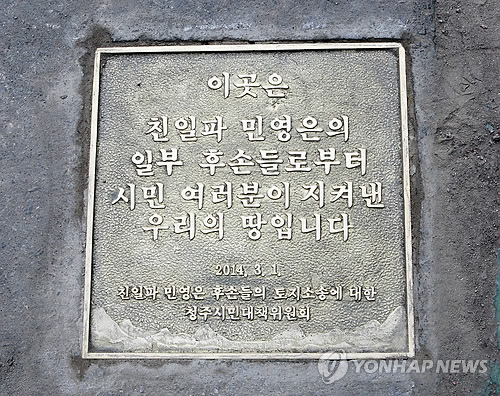 이곳은
친일파 민영은의
일부 후손들로부터
시민 여러분이 지켜낸
우리의 땅입니다
2014. 3. 1.
친일파 민영은 후손들의 토지소송에 대한
청주시민대책위원회
YONHAP NEWS